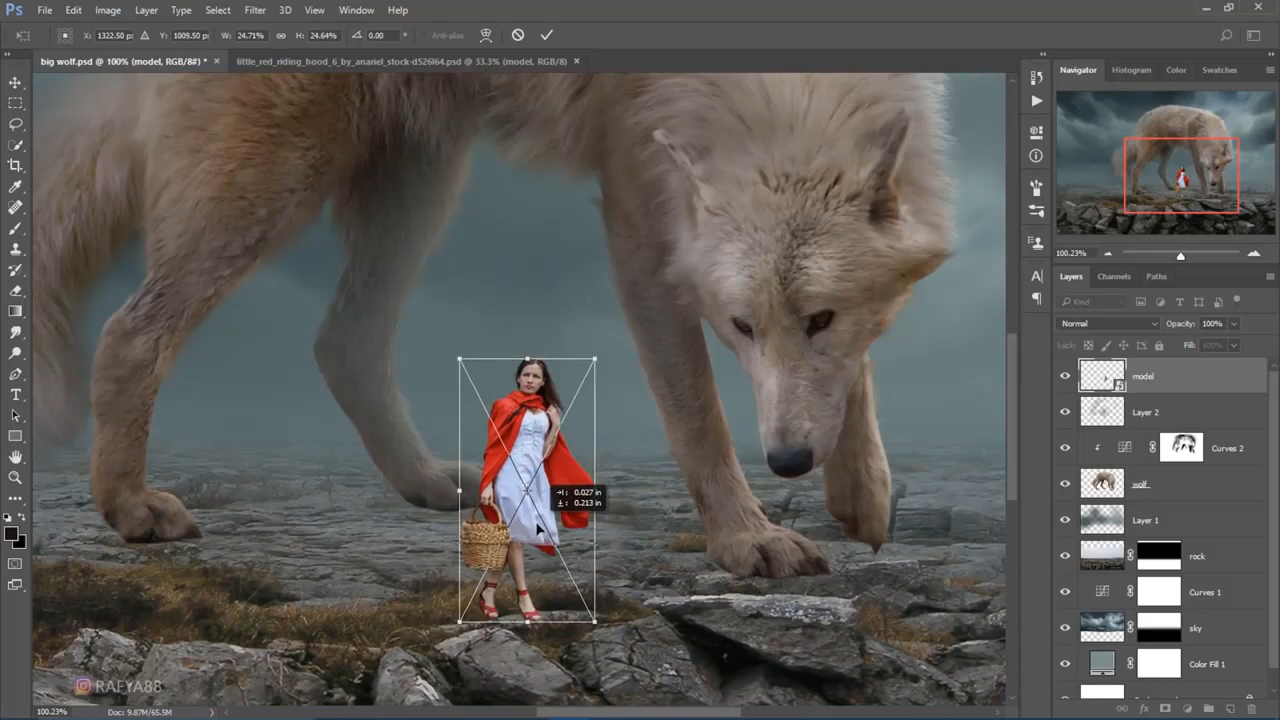 Ps File Edit Image Layer Type Select Filter 3D View Window Help
X: 1322.50 p Y: 1009.50 p W: 24.71% H: 24.64% 0.00 ° Anti-alias
big wolf.psd @ 100% (model, RGB/8#) * × little_red_riding_hood_6_by_anariel_stock-d526l64.psd @ 33.3% (model, RGB/8) ×
Navigator Histogram Color Swatches
100.23%
Layers Channels Paths
Kind
Normal Opacity: 100%
Lock: Fill: 100%
model
Layer 2
Curves 2
wolf
Layer 1
rock
Curves 1
sky
Color Fill 1
→: 0.027 in
↓: 0.213 in
RAFYA88
100.23% Doc: 9.87M/65.5M